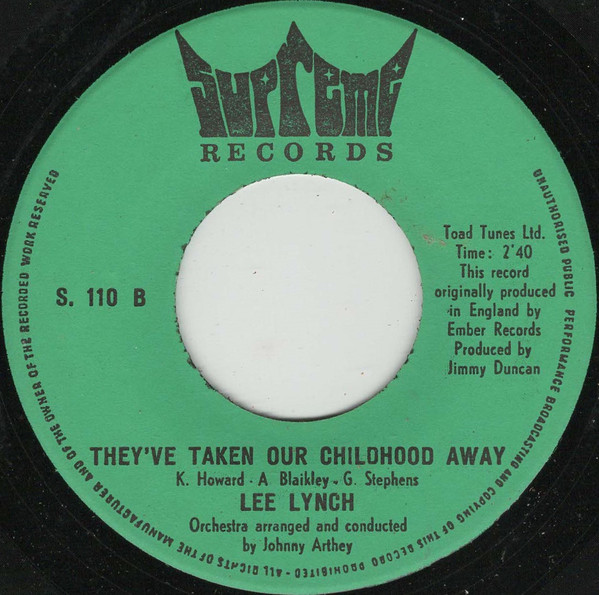 SUPREME
RECORDS
S. 110 B
Toad Tunes Ltd.
Time: 2'40
This record
originally produced
in England by
Ember Records
Produced by
Jimmy Duncan
THEY'VE TAKEN OUR CHILDHOOD AWAY
K. Howard - A. Blaikley - G. Stephens
LEE LYNCH
Orchestra arranged and conducted
by Johnny Arthey
ALL RIGHTS OF THE MANUFACTURER AND OF THE OWNER OF THE RECORDED WORK RESERVED
UNAUTHORISED PUBLIC PERFORMANCE BROADCASTING AND COPYING OF THIS RECORD PROHIBITED -